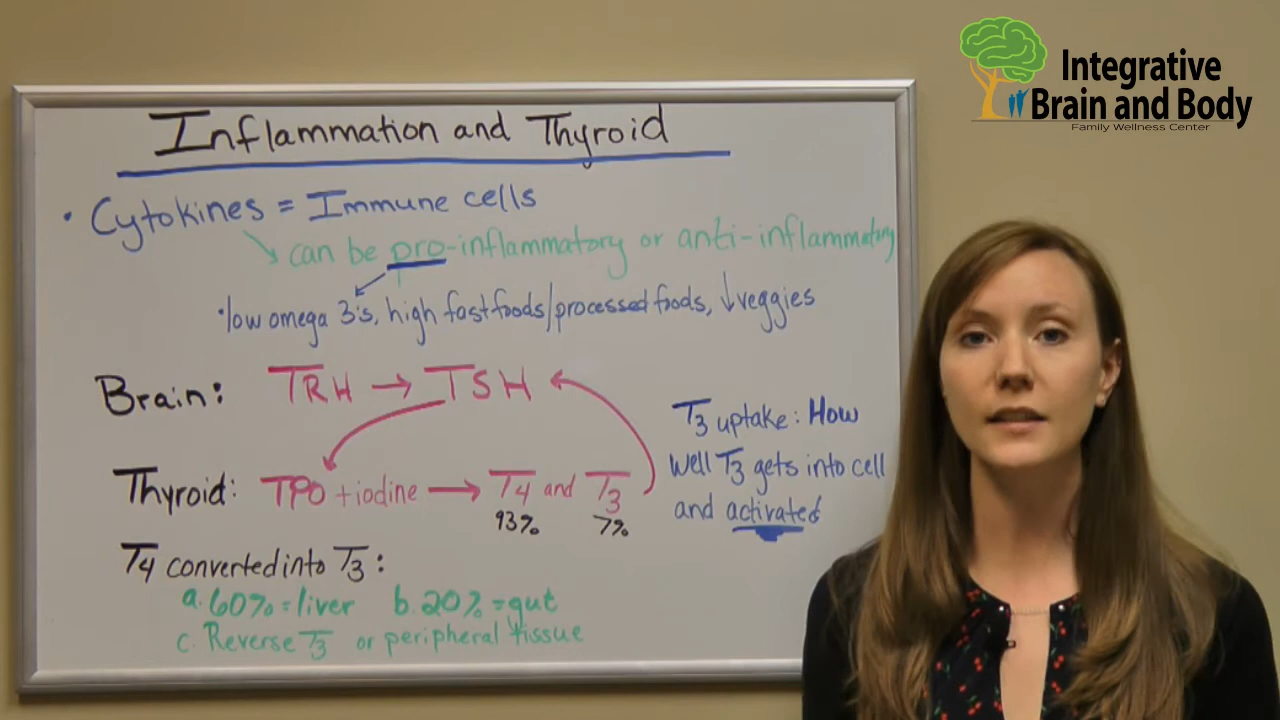 Integrative
Brain and Body
Family Wellness Center
Inflammation and Thyroid
• Cytokines = Immune cells
↘ can be pro-inflammatory or anti-inflammatory
• low omega 3's, high fast foods/processed foods, ↓veggies
Brain: TRH → TSH
T3 uptake: How
well T3 gets into cell
and activated
Thyroid: TPO + iodine → T4 and T3
93% 7%
T4 converted into T3:
a. 60% = liver b. 20% = gut
c. Reverse T3 or peripheral tissue